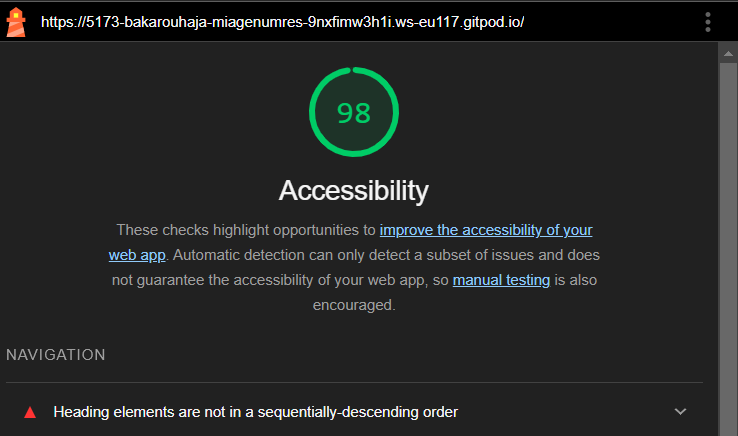 https://5173-bakarouhaja-miagenumres-9nxfimw3h1i.ws-eu117.gitpod.io/
98
Accessibility
These checks highlight opportunities to improve the accessibility of your
web app. Automatic detection can only detect a subset of issues and does
not guarantee the accessibility of your web app, so manual testing is also
encouraged.
NAVIGATION
Heading elements are not in a sequentially-descending order